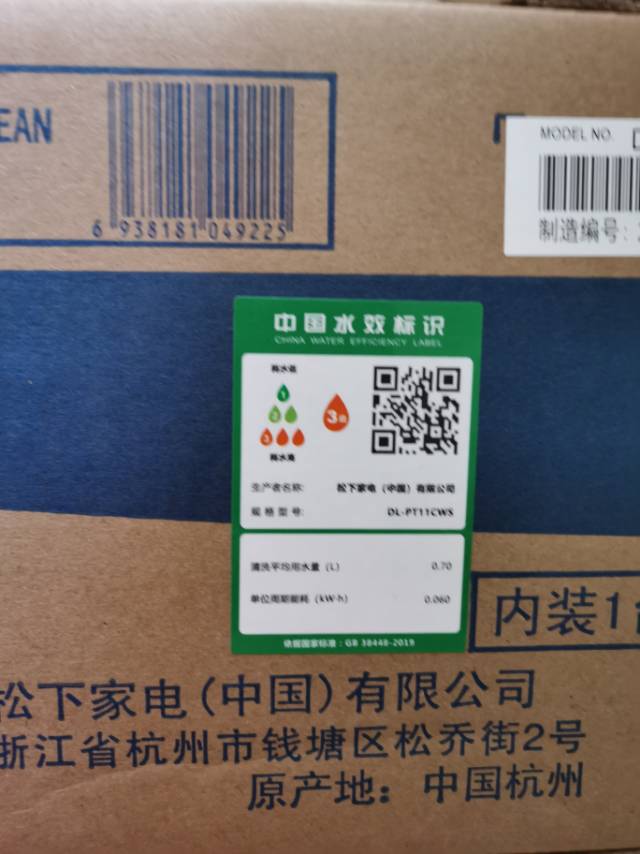 EAN
6 938181 049225
MODEL NO.
制造编号:
中国水效标识
CHINA WATER EFFICIENCY LABEL
耗水低
1
2
3
3级
耗水高
生产者名称: 松下家电(中国)有限公司
规格型号: DL-PT11CWS
清洗平均用水量(L) 0.70
单位周期能耗(kW·h) 0.060
依据国家标准:GB 38448-2019
内装1台
松下家电(中国)有限公司
浙江省杭州市钱塘区松乔街2号
原产地:中国杭州